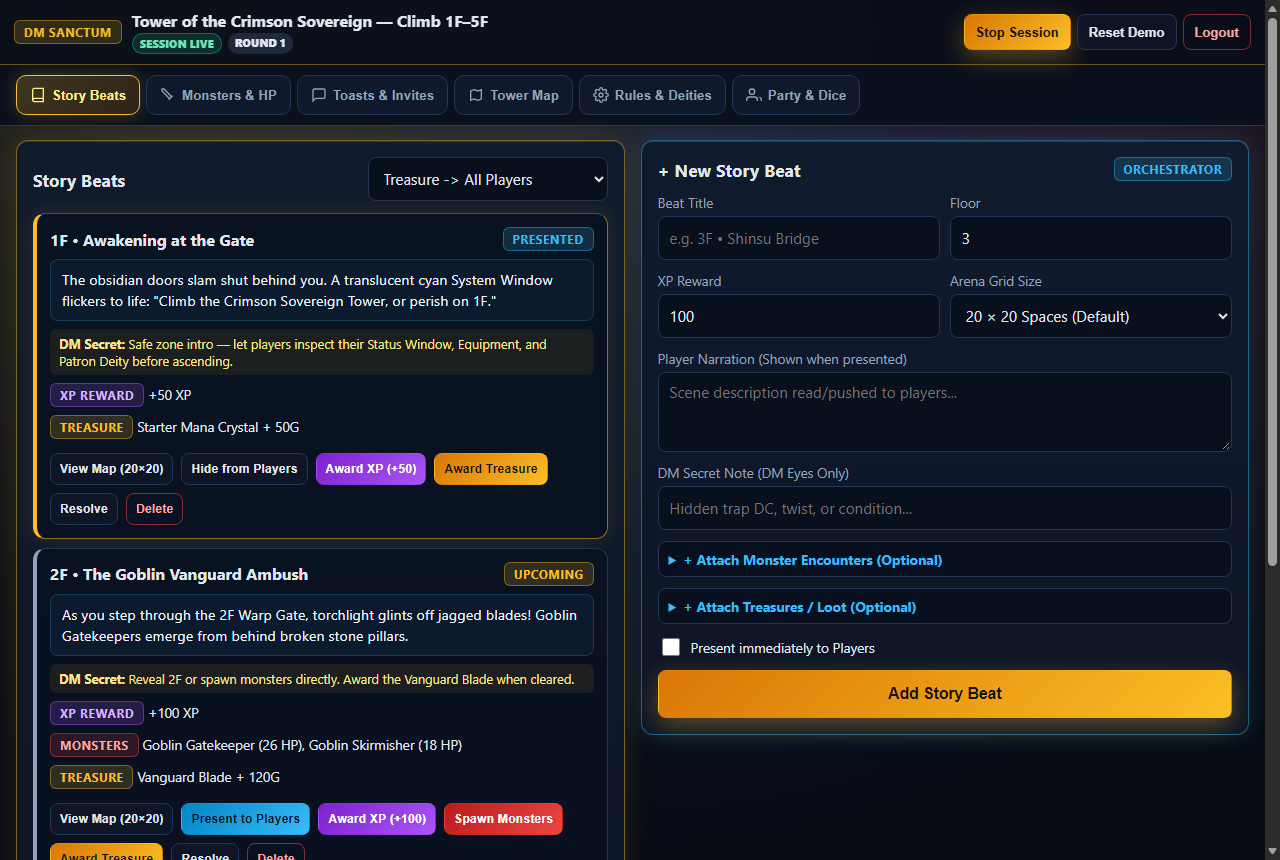 DM SANCTUM
Tower of the Crimson Sovereign — Climb 1F–5F
SESSION LIVE
ROUND 1
Stop Session
Reset Demo
Logout
Story Beats
Monsters & HP
Toasts & Invites
Tower Map
Rules & Deities
Party & Dice
Story Beats
Treasure -> All Players
1F • Awakening at the Gate
PRESENTED
The obsidian doors slam shut behind you. A translucent cyan System Window
flickers to life: "Climb the Crimson Sovereign Tower, or perish on 1F."
DM Secret: Safe zone intro — let players inspect their Status Window, Equipment, and
Patron Deity before ascending.
XP REWARD +50 XP
TREASURE Starter Mana Crystal + 50G
View Map (20×20)
Hide from Players
Award XP (+50)
Award Treasure
Resolve
Delete
2F • The Goblin Vanguard Ambush
UPCOMING
As you step through the 2F Warp Gate, torchlight glints off jagged blades! Goblin
Gatekeepers emerge from behind broken stone pillars.
DM Secret: Reveal 2F or spawn monsters directly. Award the Vanguard Blade when cleared.
XP REWARD +100 XP
MONSTERS Goblin Gatekeeper (26 HP), Goblin Skirmisher (18 HP)
TREASURE Vanguard Blade + 120G
View Map (20×20)
Present to Players
Award XP (+100)
Spawn Monsters
Award Treasure
Resolve
Delete
+ New Story Beat
ORCHESTRATOR
Beat Title
Floor
e.g. 3F • Shinsu Bridge
3
XP Reward
Arena Grid Size
100
20 × 20 Spaces (Default)
Player Narration (Shown when presented)
Scene description read/pushed to players...
DM Secret Note (DM Eyes Only)
Hidden trap DC, twist, or condition...
+ Attach Monster Encounters (Optional)
+ Attach Treasures / Loot (Optional)
Present immediately to Players
Add Story Beat